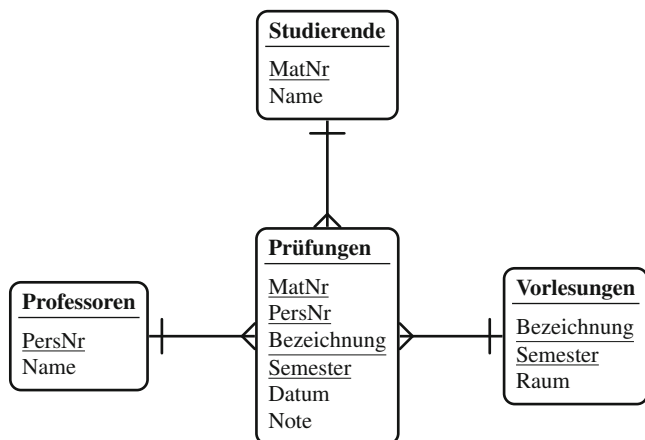 Studierende
MatNr
Name
Prüfungen
MatNr
PersNr
Bezeichnung
Semester
Datum
Note
Professoren
PersNr
Name
Vorlesungen
Bezeichnung
Semester
Raum